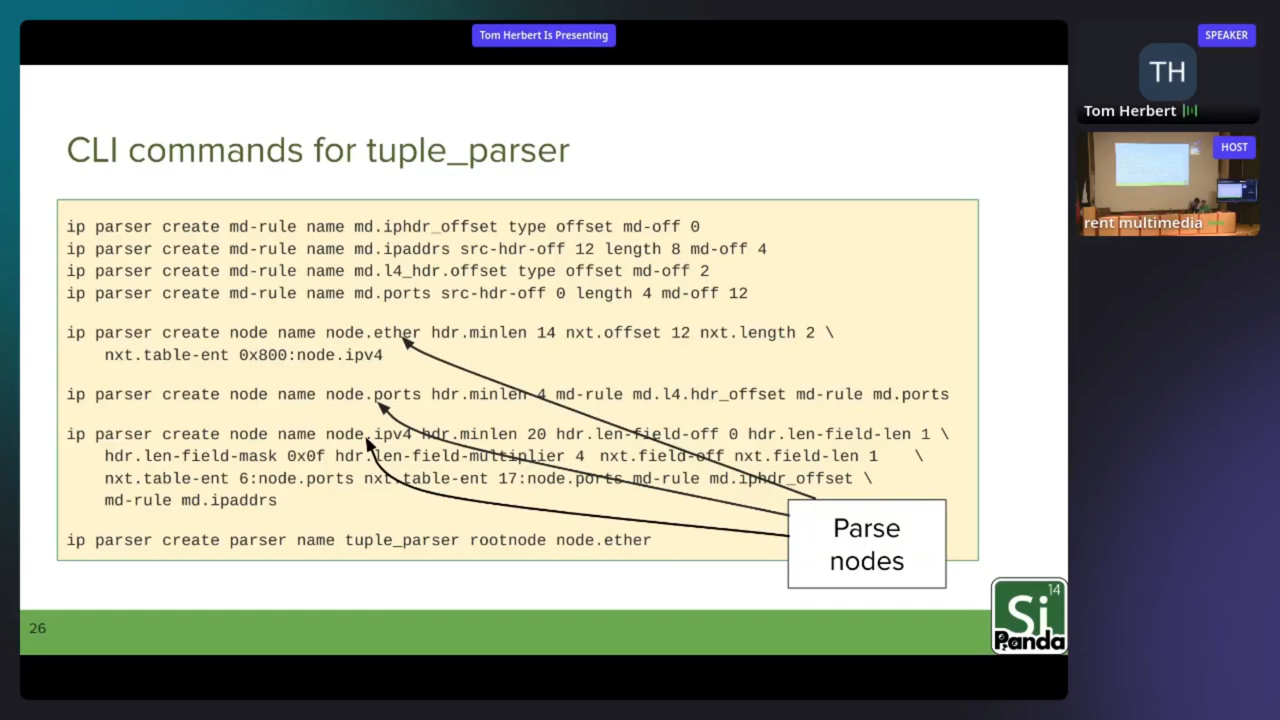 Tom Herbert Is Presenting
SPEAKER
TH
Tom Herbert
HOST
rent multimedia
CLI commands for tuple_parser
ip parser create md-rule name md.iphdr_offset type offset md-off 0
ip parser create md-rule name md.ipaddrs src-hdr-off 12 length 8 md-off 4
ip parser create md-rule name md.l4_hdr.offset type offset md-off 2
ip parser create md-rule name md.ports src-hdr-off 0 length 4 md-off 12
ip parser create node name node.ether hdr.minlen 14 nxt.offset 12 nxt.length 2 \
nxt.table-ent 0x800:node.ipv4
ip parser create node name node.ports hdr.minlen 4 md-rule md.l4.hdr_offset md-rule md.ports
ip parser create node name node.ipv4 hdr.minlen 20 hdr.len-field-off 0 hdr.len-field-len 1 \
hdr.len-field-mask 0x0f hdr.len-field-multiplier 4 nxt.field-off nxt.field-len 1 \
nxt.table-ent 6:node.ports nxt.table-ent 17:node.ports md-rule md.iphdr_offset \
md-rule md.ipaddrs
ip parser create parser name tuple_parser rootnode node.ether
Parse
nodes
26
14
Si
Panda